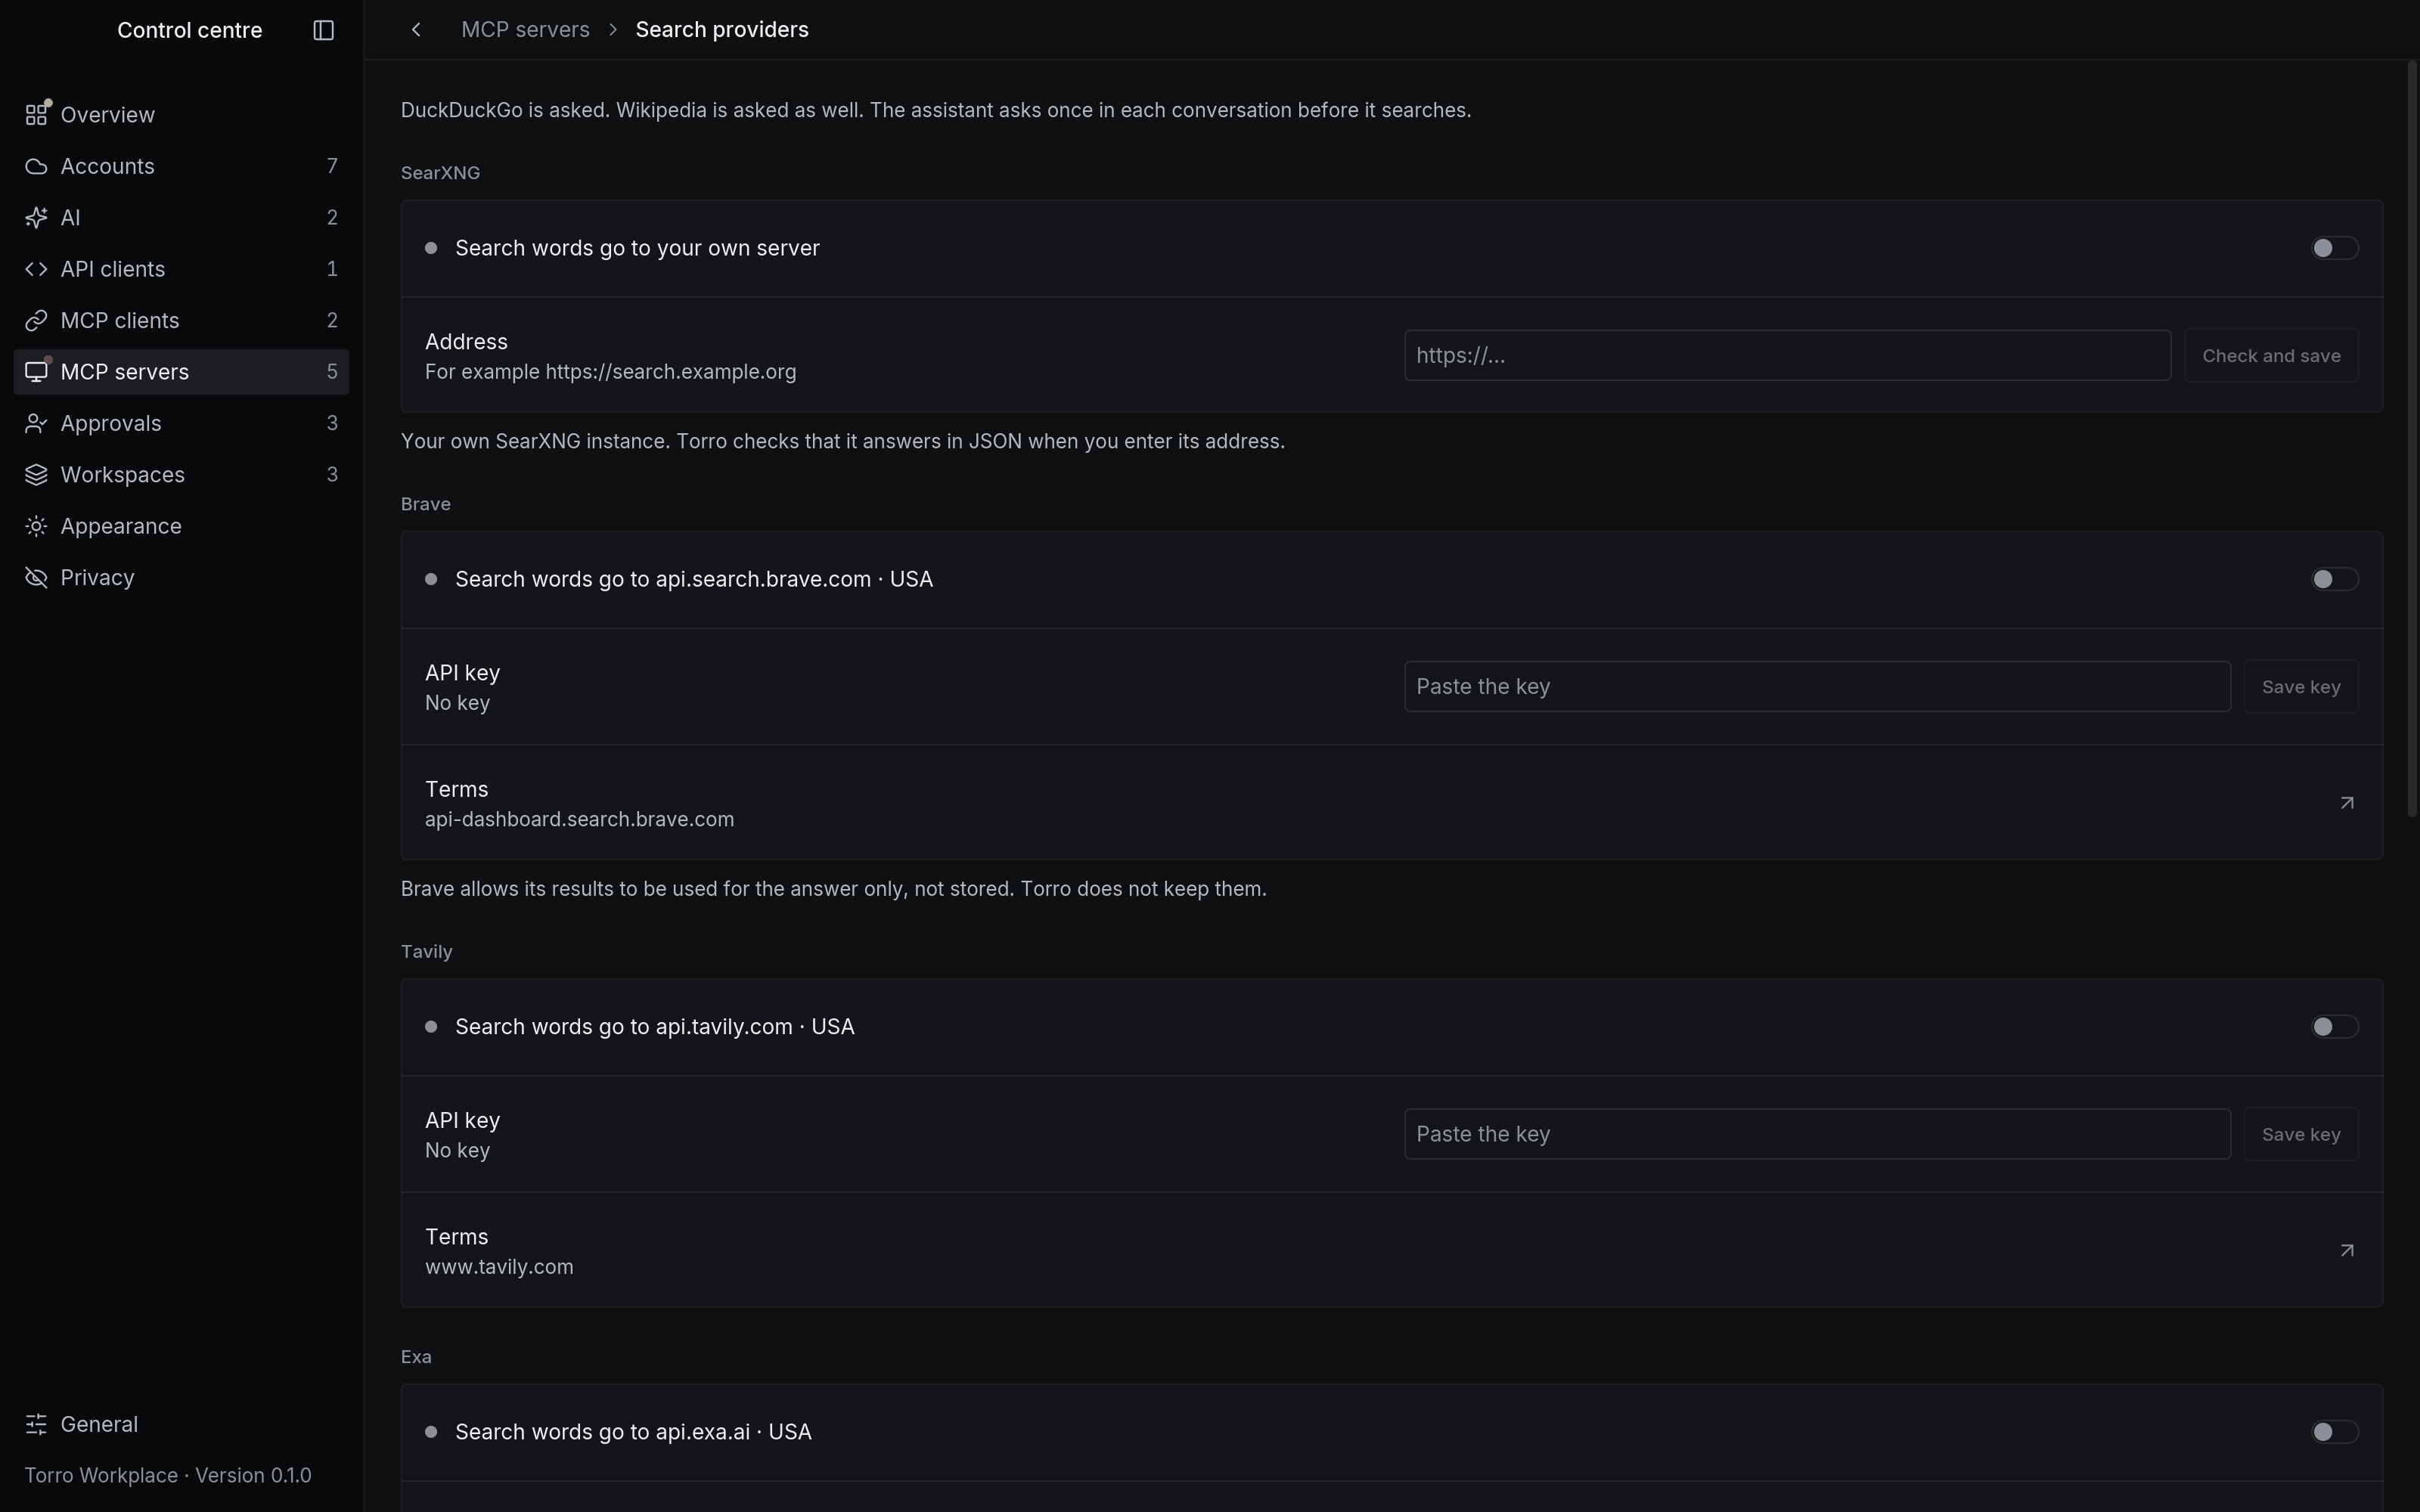 Control centre
MCP servers
Search providers
Overview
Accounts 7
AI 2
API clients 1
MCP clients 2
MCP servers 5
Approvals 3
Workspaces 3
Appearance
Privacy
General
Torro Workplace · Version 0.1.0
DuckDuckGo is asked. Wikipedia is asked as well. The assistant asks once in each conversation before it searches.
SearXNG
Search words go to your own server
Address
For example https://search.example.org
https://...
Check and save
Your own SearXNG instance. Torro checks that it answers in JSON when you enter its address.
Brave
Search words go to api.search.brave.com · USA
API key
No key
Paste the key
Save key
Terms
api-dashboard.search.brave.com
Brave allows its results to be used for the answer only, not stored. Torro does not keep them.
Tavily
Search words go to api.tavily.com · USA
API key
No key
Paste the key
Save key
Terms
www.tavily.com
Exa
Search words go to api.exa.ai · USA